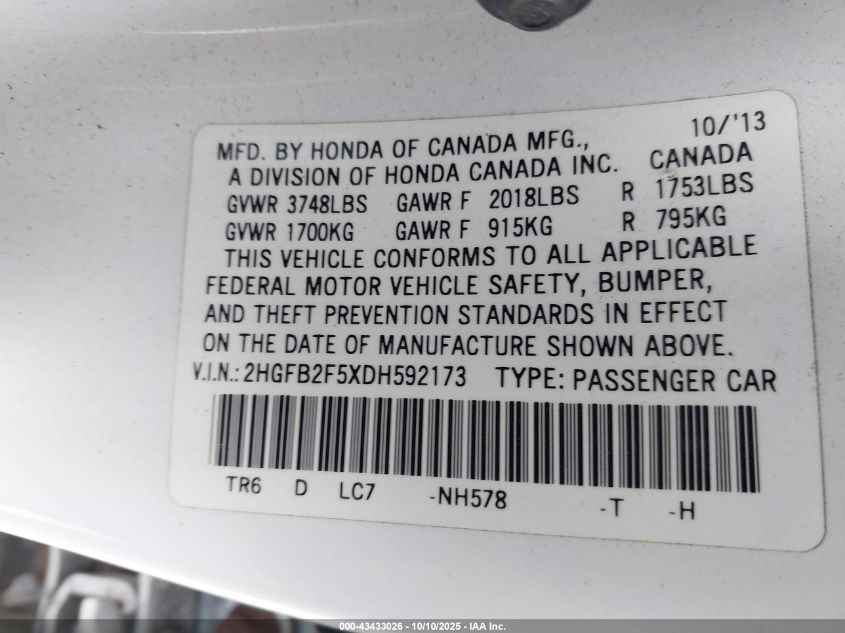 10/'13
MFD. BY HONDA OF CANADA MFG.,
A DIVISION OF HONDA CANADA INC. CANADA
GVWR 3748LBS GAWR F 2018LBS R 1753LBS
GVWR 1700KG GAWR F 915KG R 795KG
THIS VEHICLE CONFORMS TO ALL APPLICABLE
FEDERAL MOTOR VEHICLE SAFETY, BUMPER,
AND THEFT PREVENTION STANDARDS IN EFFECT
ON THE DATE OF MANUFACTURE SHOWN ABOVE.
V.I.N.: 2HGFB2F5XDH592173 TYPE: PASSENGER CAR
TR6 D LC7 -NH578 -T -H
000-43433026 - 10/10/2025 - IAA Inc.